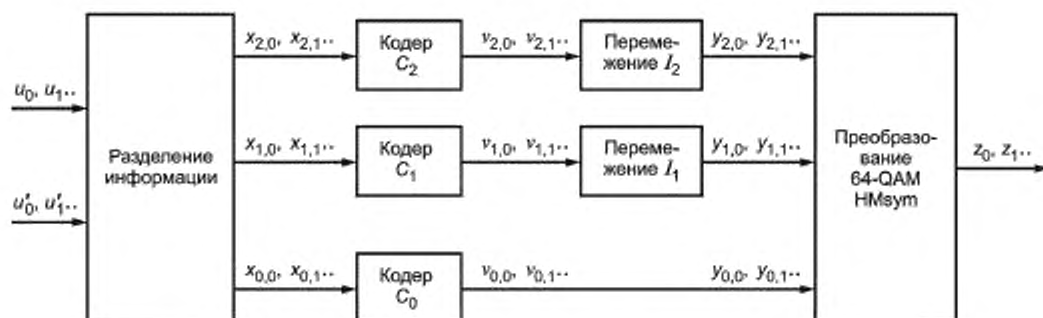 x2,0, x2,1..
Кодер
C2
v2,0, v2,1..
Переме-
жение I2
y2,0, y2,1..
u0, u1..
Разделение
информации
x1,0, x1,1..
Кодер
C1
v1,0, v1,1..
Переме-
жение I1
y1,0, y1,1..
Преобразо-
вание
64-QAM
HMsym
z0, z1..
u′0, u′1..
x0,0, x0,1..
Кодер
C0
v0,0, v0,1..
y0,0, y0,1..